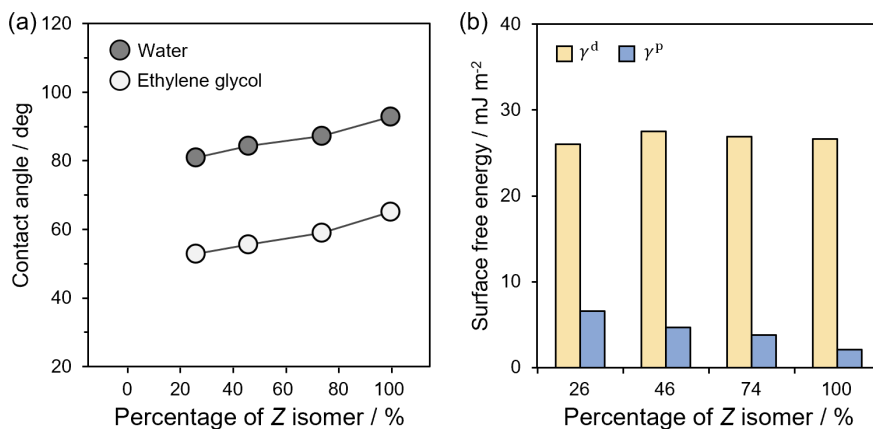 (a)
Water
Ethylene glycol
Contact angle / deg
120
100
80
60
40
20
0 20 40 60 80 100
Percentage of Z isomer / %
(b)
γᵈ γᵖ
Surface free energy / mJ m⁻²
40
30
20
10
0
26 46 74 100
Percentage of Z isomer / %